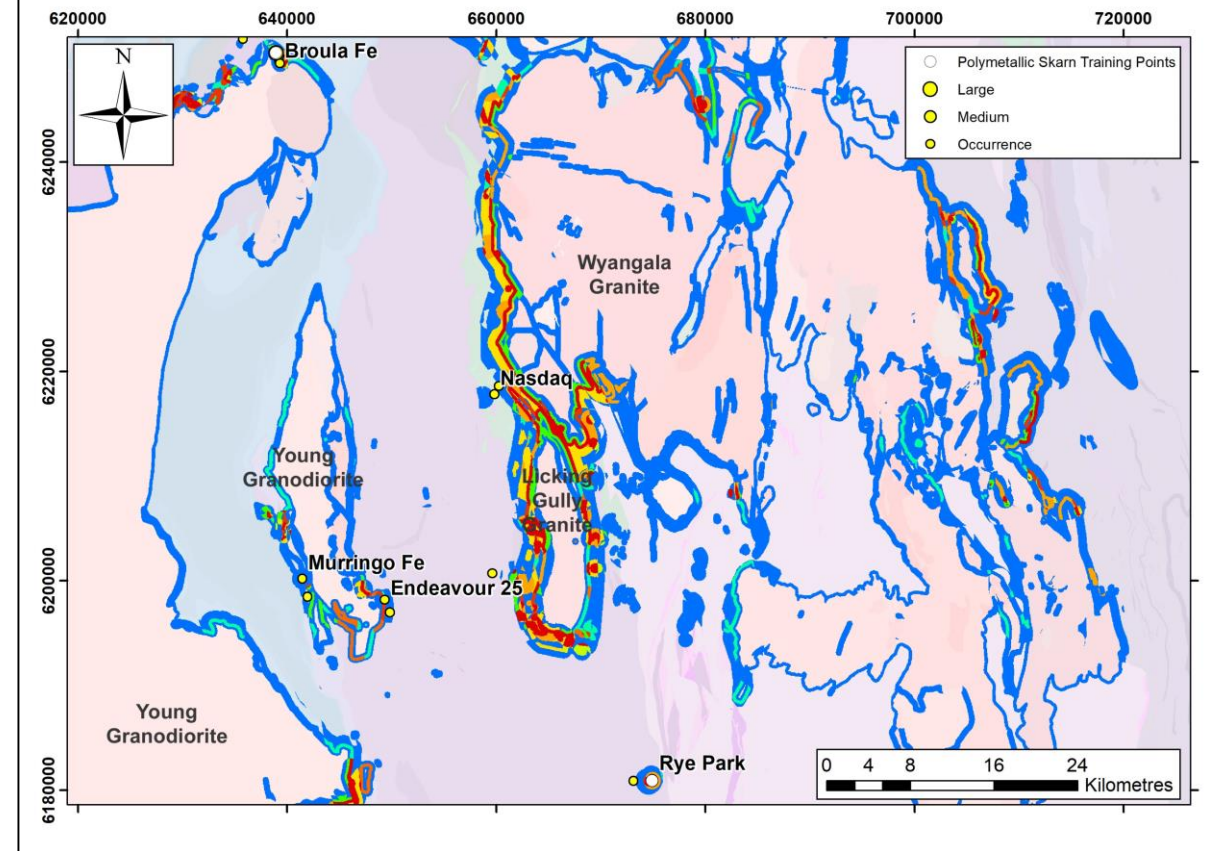 620000
640000
660000
680000
700000
720000
N
Broula Fe
Polymetallic Skarn Training Points
Large
Medium
Occurrence
6240000
Wyangala
Granite
6220000
Nasdaq
Young
Granodiorite
Licking
Gully
Granite
Murringo Fe
6200000
Endeavour 25
Young
Granodiorite
Rye Park
0 4 8 16 24
Kilometres
6180000